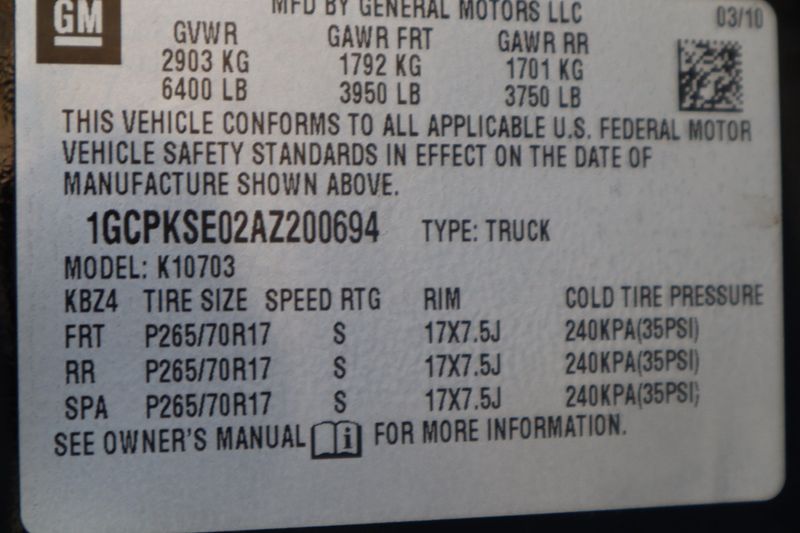 GM
MFD BY GENERAL MOTORS LLC 03/10
GVWR GAWR FRT GAWR RR
2903 KG 1792 KG 1701 KG
6400 LB 3950 LB 3750 LB
THIS VEHICLE CONFORMS TO ALL APPLICABLE U.S. FEDERAL MOTOR
VEHICLE SAFETY STANDARDS IN EFFECT ON THE DATE OF
MANUFACTURE SHOWN ABOVE.
1GCPKSE02AZ200694 TYPE: TRUCK
MODEL: K10703
KBZ4 TIRE SIZE SPEED RTG RIM COLD TIRE PRESSURE
FRT P265/70R17 S 17X7.5J 240KPA(35PSI)
RR P265/70R17 S 17X7.5J 240KPA(35PSI)
SPA P265/70R17 S 17X7.5J 240KPA(35PSI)
SEE OWNER'S MANUAL i FOR MORE INFORMATION.